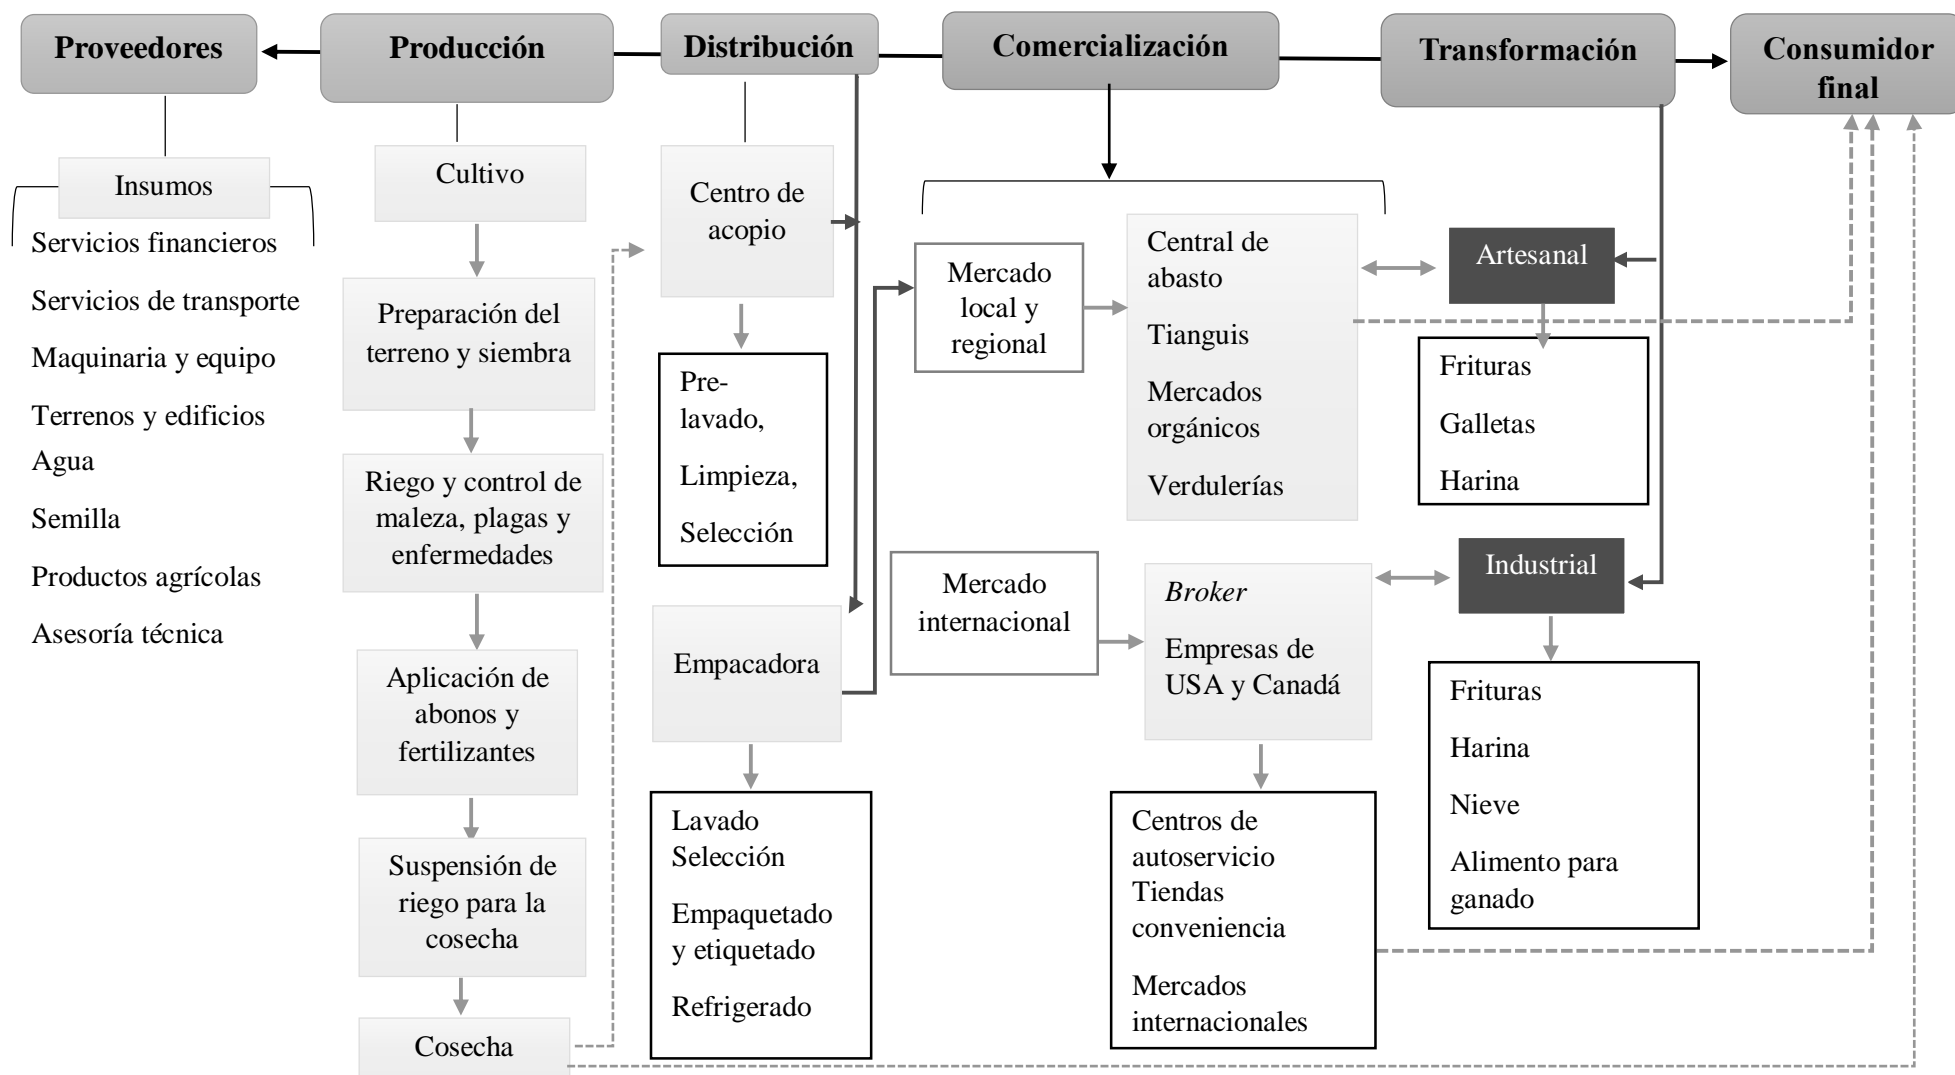 Proveedores
Producción
Distribución
Comercialización
Transformación
Consumidor
final
Insumos
Servicios financieros
Servicios de transporte
Maquinaria y equipo
Terrenos y edificios
Agua
Semilla
Productos agrícolas
Asesoría técnica
Cultivo
Preparación del
terreno y siembra
Riego y control de
maleza, plagas y
enfermedades
Aplicación de
abonos y
fertilizantes
Suspensión de
riego para la
cosecha
Cosecha
Centro de
acopio
Pre-
lavado,
Limpieza,
Selección
Empacadora
Lavado
Selección
Empaquetado
y etiquetado
Refrigerado
Mercado
local y
regional
Central de
abasto
Tianguis
Mercados
orgánicos
Verdulerías
Mercado
internacional
Broker
Empresas de
USA y Canadá
Centros de
autoservicio
Tiendas
conveniencia
Mercados
internacionales
Artesanal
Frituras
Galletas
Harina
Industrial
Frituras
Harina
Nieve
Alimento para
ganado